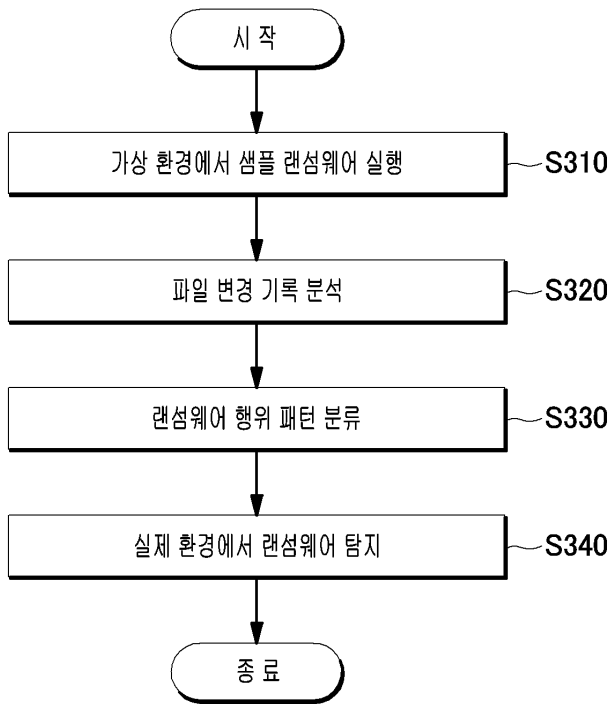 시작
가상 환경에서 샘플 랜섬웨어 실행
S310
파일 변경 기록 분석
S320
랜섬웨어 행위 패턴 분류
S330
실제 환경에서 랜섬웨어 탐지
S340
종료